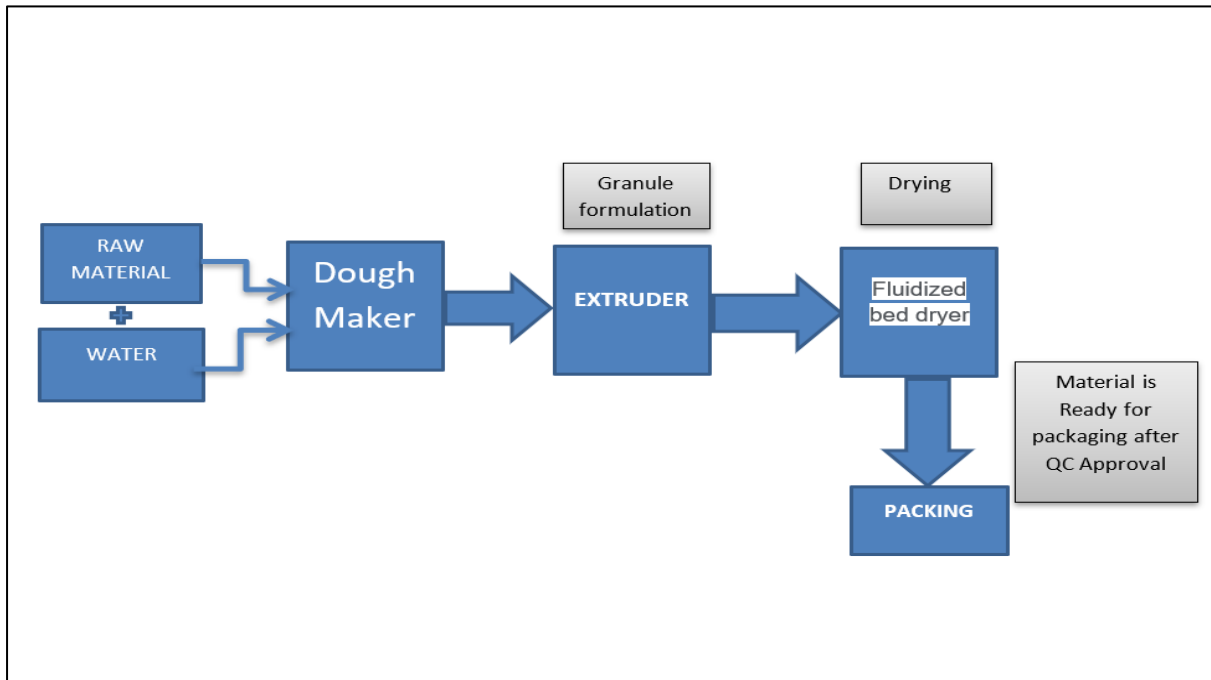 Granule
formulation
Drying
RAW
MATERIAL
WATER
Dough
Maker
EXTRUDER
Fluidized
bed dryer
Material is
Ready for
packaging after
QC Approval
PACKING